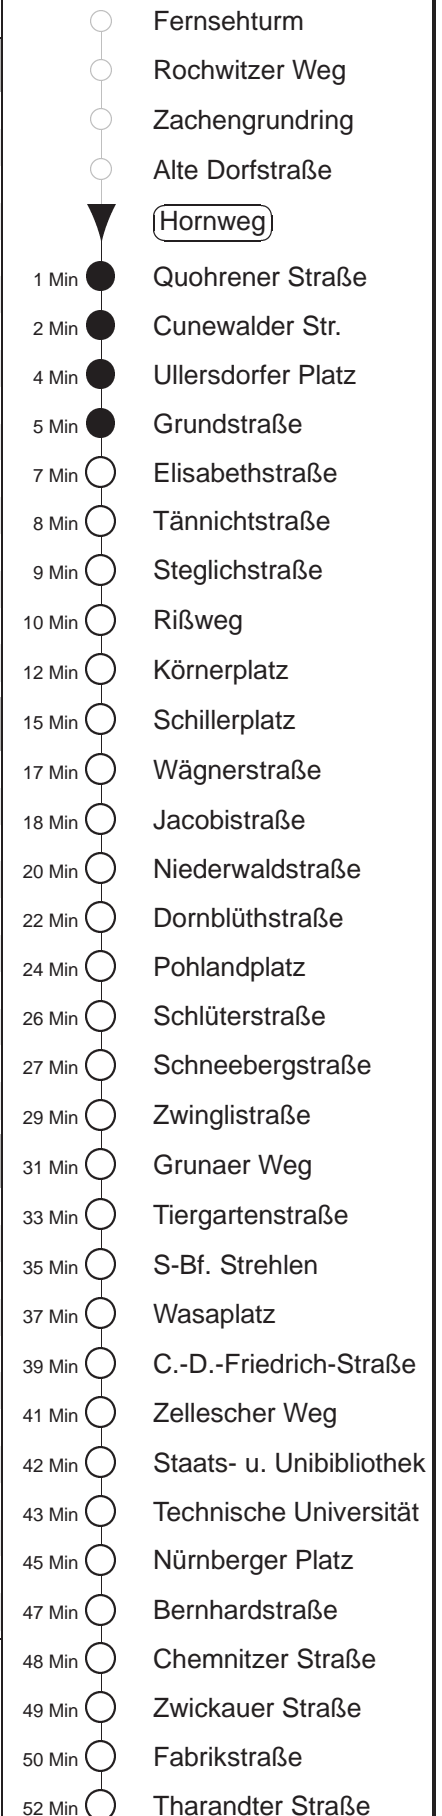 Fernsehturm
Rochwitzer Weg
Zachengrundring
Alte Dorfstraße
Hornweg
1 Min Quohrener Straße
2 Min Cunewalder Str.
4 Min Ullersdorfer Platz
5 Min Grundstraße
7 Min Elisabethstraße
8 Min Tännichtstraße
9 Min Steglichstraße
10 Min Rißweg
12 Min Körnerplatz
15 Min Schillerplatz
17 Min Wägnerstraße
18 Min Jacobistraße
20 Min Niederwaldstraße
22 Min Dornblüthstraße
24 Min Pohlandplatz
26 Min Schlüterstraße
27 Min Schneebergstraße
29 Min Zwinglistraße
31 Min Grunaer Weg
33 Min Tiergartenstraße
35 Min S-Bf. Strehlen
37 Min Wasaplatz
39 Min C.-D.-Friedrich-Straße
41 Min Zellescher Weg
42 Min Staats- u. Unibibliothek
43 Min Technische Universität
45 Min Nürnberger Platz
47 Min Bernhardstraße
48 Min Chemnitzer Straße
49 Min Zwickauer Straße
50 Min Fabrikstraße
52 Min Tharandter Straße